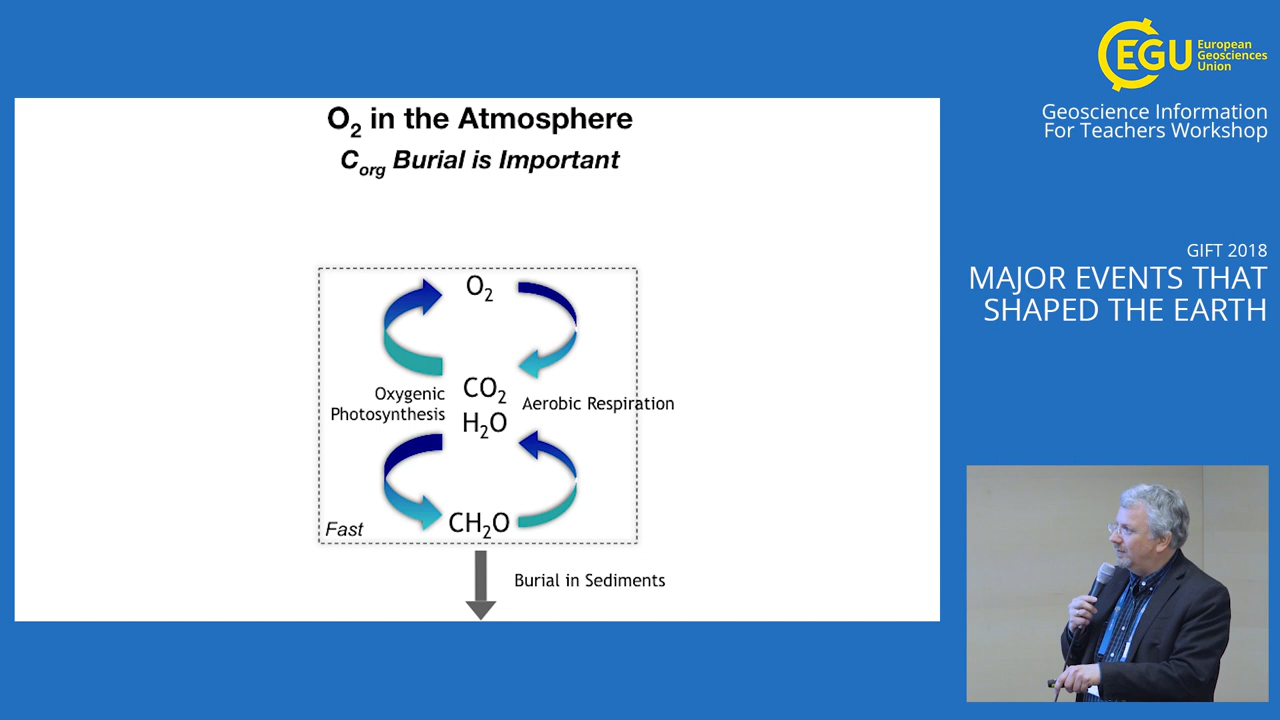 EGU
European
Geosciences
Union
Geoscience Information
For Teachers Workshop
GIFT 2018
MAJOR EVENTS THAT
SHAPED THE EARTH
O₂ in the Atmosphere
C_org Burial is Important
O₂
CO₂
H₂O
Oxygenic
Photosynthesis
Aerobic Respiration
CH₂O
Fast
Burial in Sediments